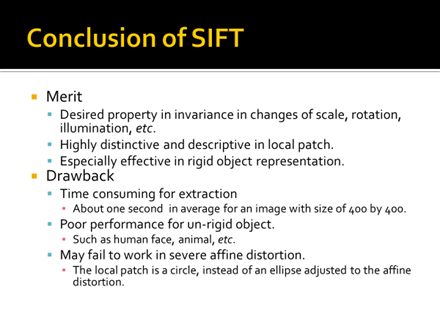 Conclusion of SIFT
Merit
Desired property in invariance in changes of scale, rotation,
illumination, etc.
Highly distinctive and descriptive in local patch.
Especially effective in rigid object representation.
Drawback
Time consuming for extraction
About one second in average for an image with size of 400 by 400.
Poor performance for un-rigid object.
Such as human face, animal, etc.
May fail to work in severe affine distortion.
The local patch is a circle, instead of an ellipse adjusted to the affine
distortion.